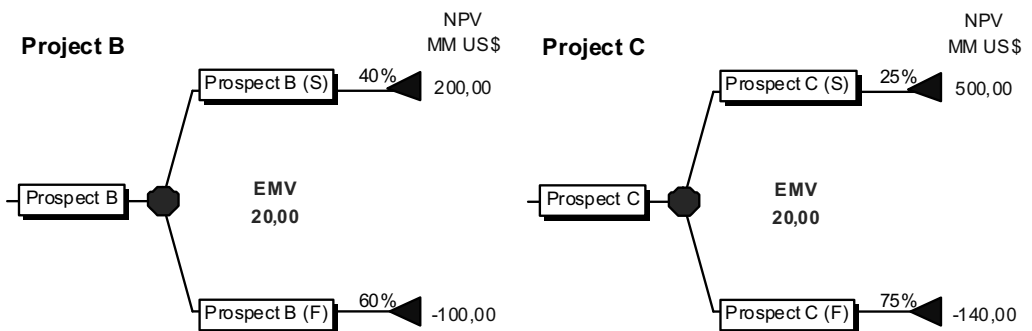 Project B
NPV
MM US$
Prospect B (S)
40%
200,00
Prospect B
EMV
20,00
Prospect B (F)
60%
-100,00
Project C
NPV
MM US$
Prospect C (S)
25%
500,00
Prospect C
EMV
20,00
Prospect C (F)
75%
-140,00